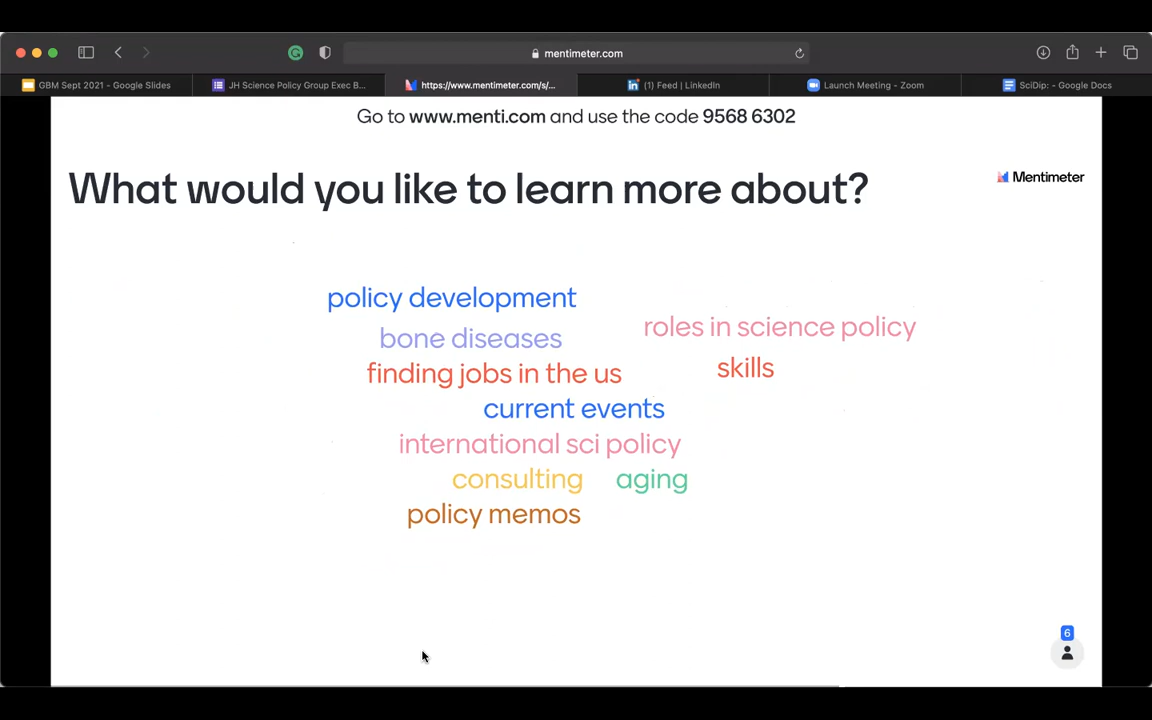 mentimeter.com
GBM Sept 2021 - Google Slides
JH Science Policy Group Exec B...
https://www.mentimeter.com/s/...
(1) Feed | LinkedIn
Launch Meeting - Zoom
SciDip: - Google Docs
Go to www.menti.com and use the code 9568 6302
What would you like to learn more about?
Mentimeter
policy development
roles in science policy
bone diseases
skills
finding jobs in the us
current events
international sci policy
consulting aging
policy memos
6